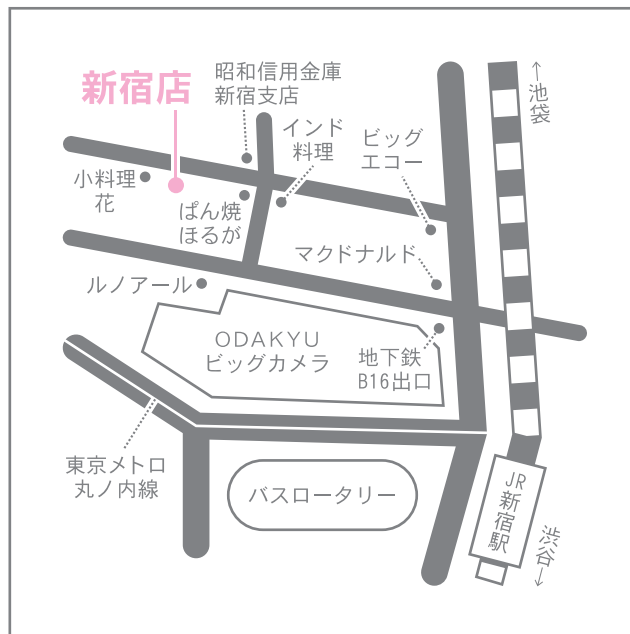 新宿店
昭和信用金庫
新宿支店
インド
料理
ビッグ
エコー
↑池袋
小料理
花
ぱん焼
ほるが
マクドナルド
ルノアール
ODAKYU
ビッグカメラ
地下鉄
B16出口
東京メトロ
丸ノ内線
バスロータリー
JR新宿駅
渋谷↓